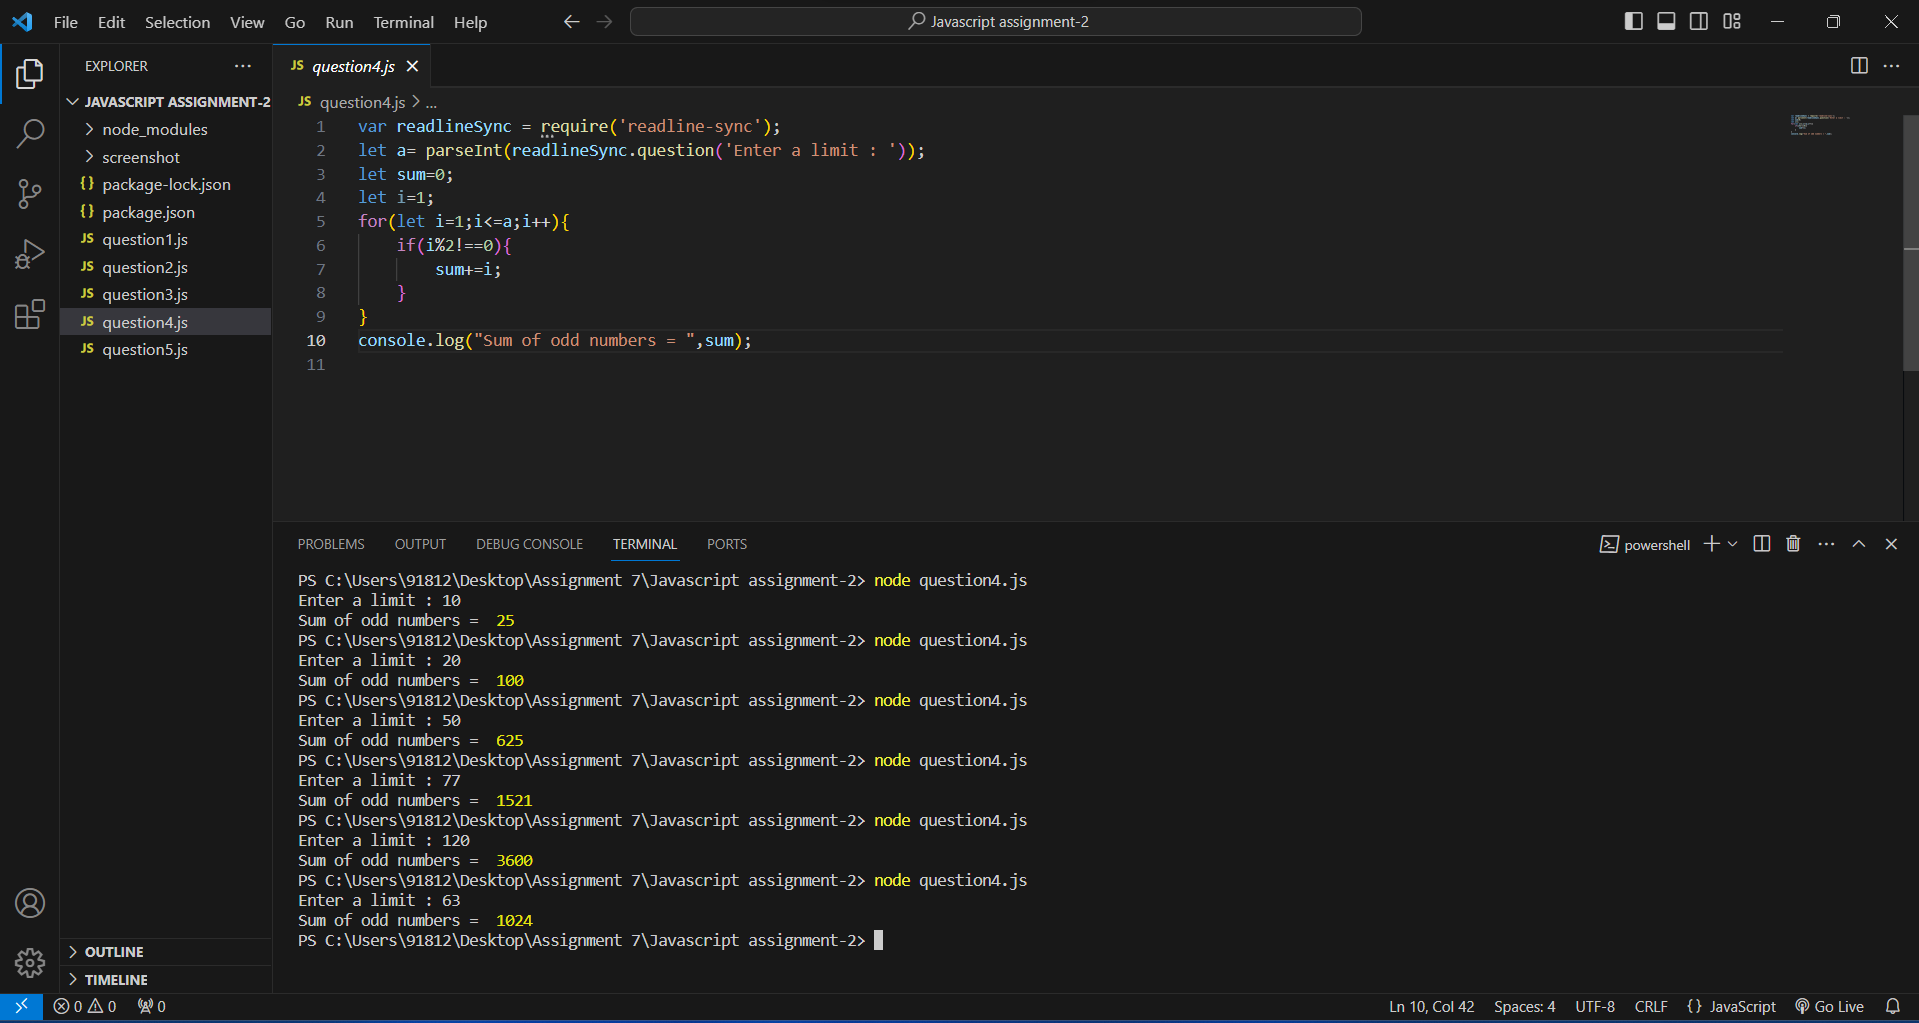 File Edit Selection View Go Run Terminal Help
Javascript assignment-2
EXPLORER
JAVASCRIPT ASSIGNMENT-2
node_modules
screenshot
{} package-lock.json
{} package.json
JS question1.js
JS question2.js
JS question3.js
JS question4.js
JS question5.js
OUTLINE
TIMELINE
JS question4.js
JS question4.js > ...
1 var readlineSync = require('readline-sync');
2 let a= parseInt(readlineSync.question('Enter a limit : '));
3 let sum=0;
4 let i=1;
5 for(let i=1;i<=a;i++){
6     if(i%2!==0){
7         sum+=i;
8     }
9 }
10 console.log("Sum of odd numbers = ",sum);
11
PROBLEMS OUTPUT DEBUG CONSOLE TERMINAL PORTS
powershell
PS C:\Users\91812\Desktop\Assignment 7\Javascript assignment-2> node question4.js
Enter a limit : 10
Sum of odd numbers =  25
PS C:\Users\91812\Desktop\Assignment 7\Javascript assignment-2> node question4.js
Enter a limit : 20
Sum of odd numbers =  100
PS C:\Users\91812\Desktop\Assignment 7\Javascript assignment-2> node question4.js
Enter a limit : 50
Sum of odd numbers =  625
PS C:\Users\91812\Desktop\Assignment 7\Javascript assignment-2> node question4.js
Enter a limit : 77
Sum of odd numbers =  1521
PS C:\Users\91812\Desktop\Assignment 7\Javascript assignment-2> node question4.js
Enter a limit : 120
Sum of odd numbers =  3600
PS C:\Users\91812\Desktop\Assignment 7\Javascript assignment-2> node question4.js
Enter a limit : 63
Sum of odd numbers =  1024
PS C:\Users\91812\Desktop\Assignment 7\Javascript assignment-2>
0 0 0
Ln 10, Col 42 Spaces: 4 UTF-8 CRLF {} JavaScript Go Live